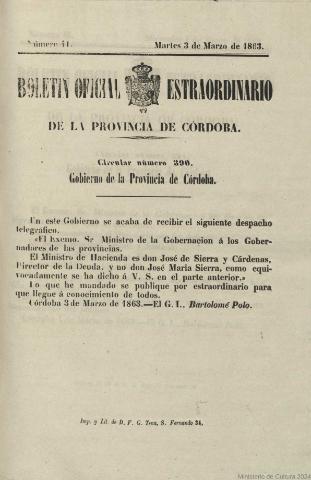 Número 41.
Martes 3 de Marzo de 1863.
BOLETIN OFICIAL ESTRAORDINARIO
DE LA PROVINCIA DE CÓRDOBA.
Circular número 390.
Gobierno de la Provincia de Córdoba.
En este Gobierno se acaba de recibir el siguiente despacho
telegráfico.
«El Excmo. Sr Ministro de la Gobernacion á los Gober-
nadores de las provincias.
El Ministro de Hacienda es don José de Sierra y Cárdenas,
Director de la Deuda, y no don José Maria Sierra, como equi-
vocadamente se ha dicho á V. S. en el parte anterior.»
Lo que he mandado se publique por estraordinario para
que llegue á conocimiento de todos.
Córdoba 3 de Marzo de 1863.—El G. I., Bartolomé Polo.
Imp. y Lit. de D. F. G. Tena, S. Fernando 34.
Ministerio de Cultura 2024